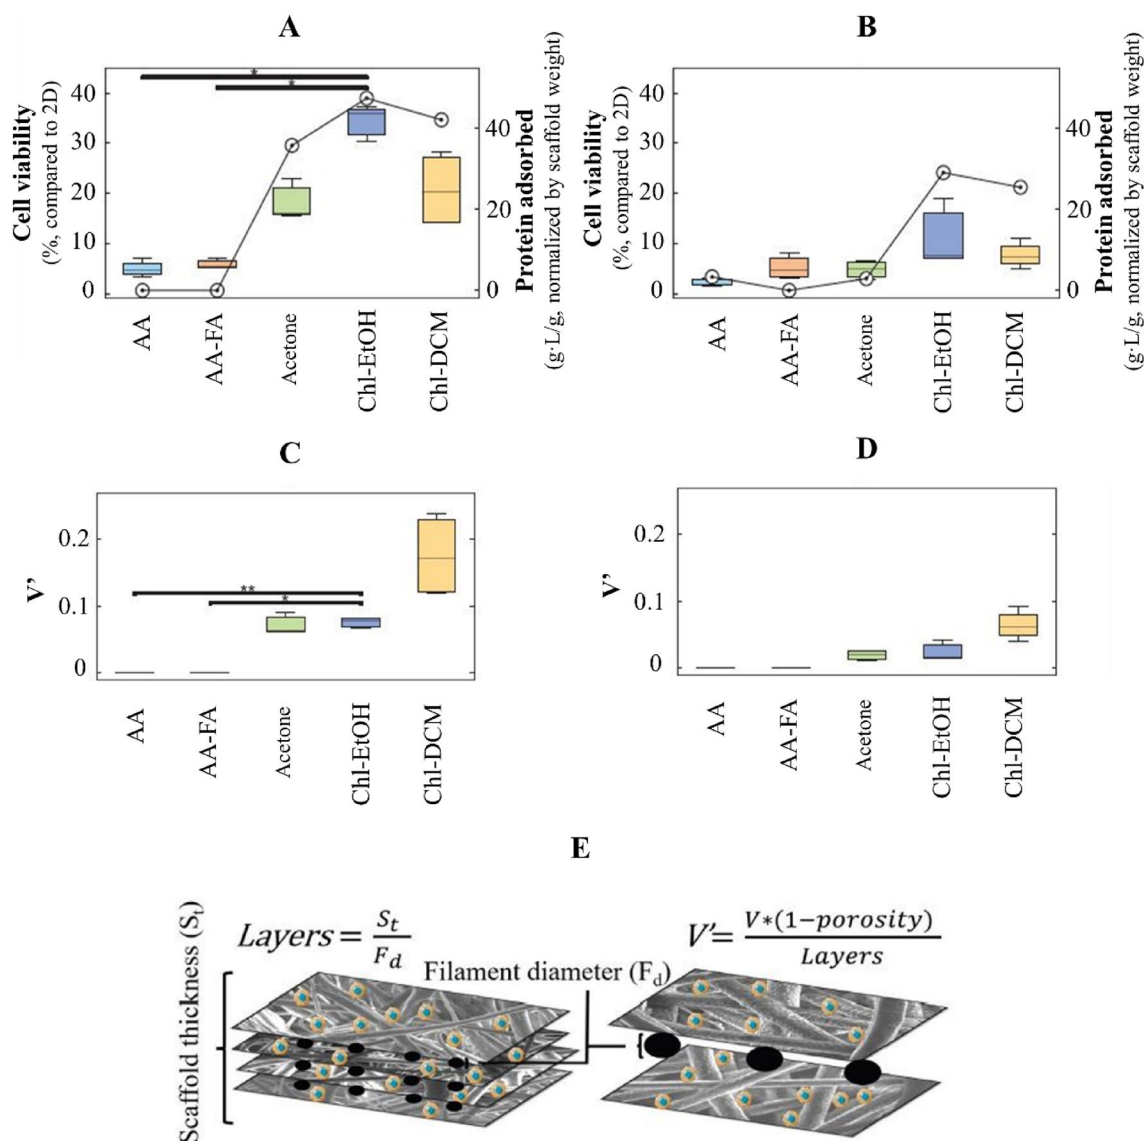 A
Cell viability
(%, compared to 2D)
40
30
20
10
0
*
*
40
20
0
Protein adsorbed
(g·L/g, normalized by scaffold weight)
AA
AA-FA
Acetone
Chl-EtOH
Chl-DCM
B
Cell viability
(%, compared to 2D)
40
30
20
10
0
40
20
0
Protein adsorbed
(g·L/g, normalized by scaffold weight)
AA
AA-FA
Acetone
Chl-EtOH
Chl-DCM
C
V'
0.2
0.1
0
**
*
AA
AA-FA
Acetone
Chl-EtOH
Chl-DCM
D
V'
0.2
0.1
0
AA
AA-FA
Acetone
Chl-EtOH
Chl-DCM
E
Scaffold thickness (St)
Layers = St / Fd
Filament diameter (Fd)
V'= V*(1−porosity) / Layers